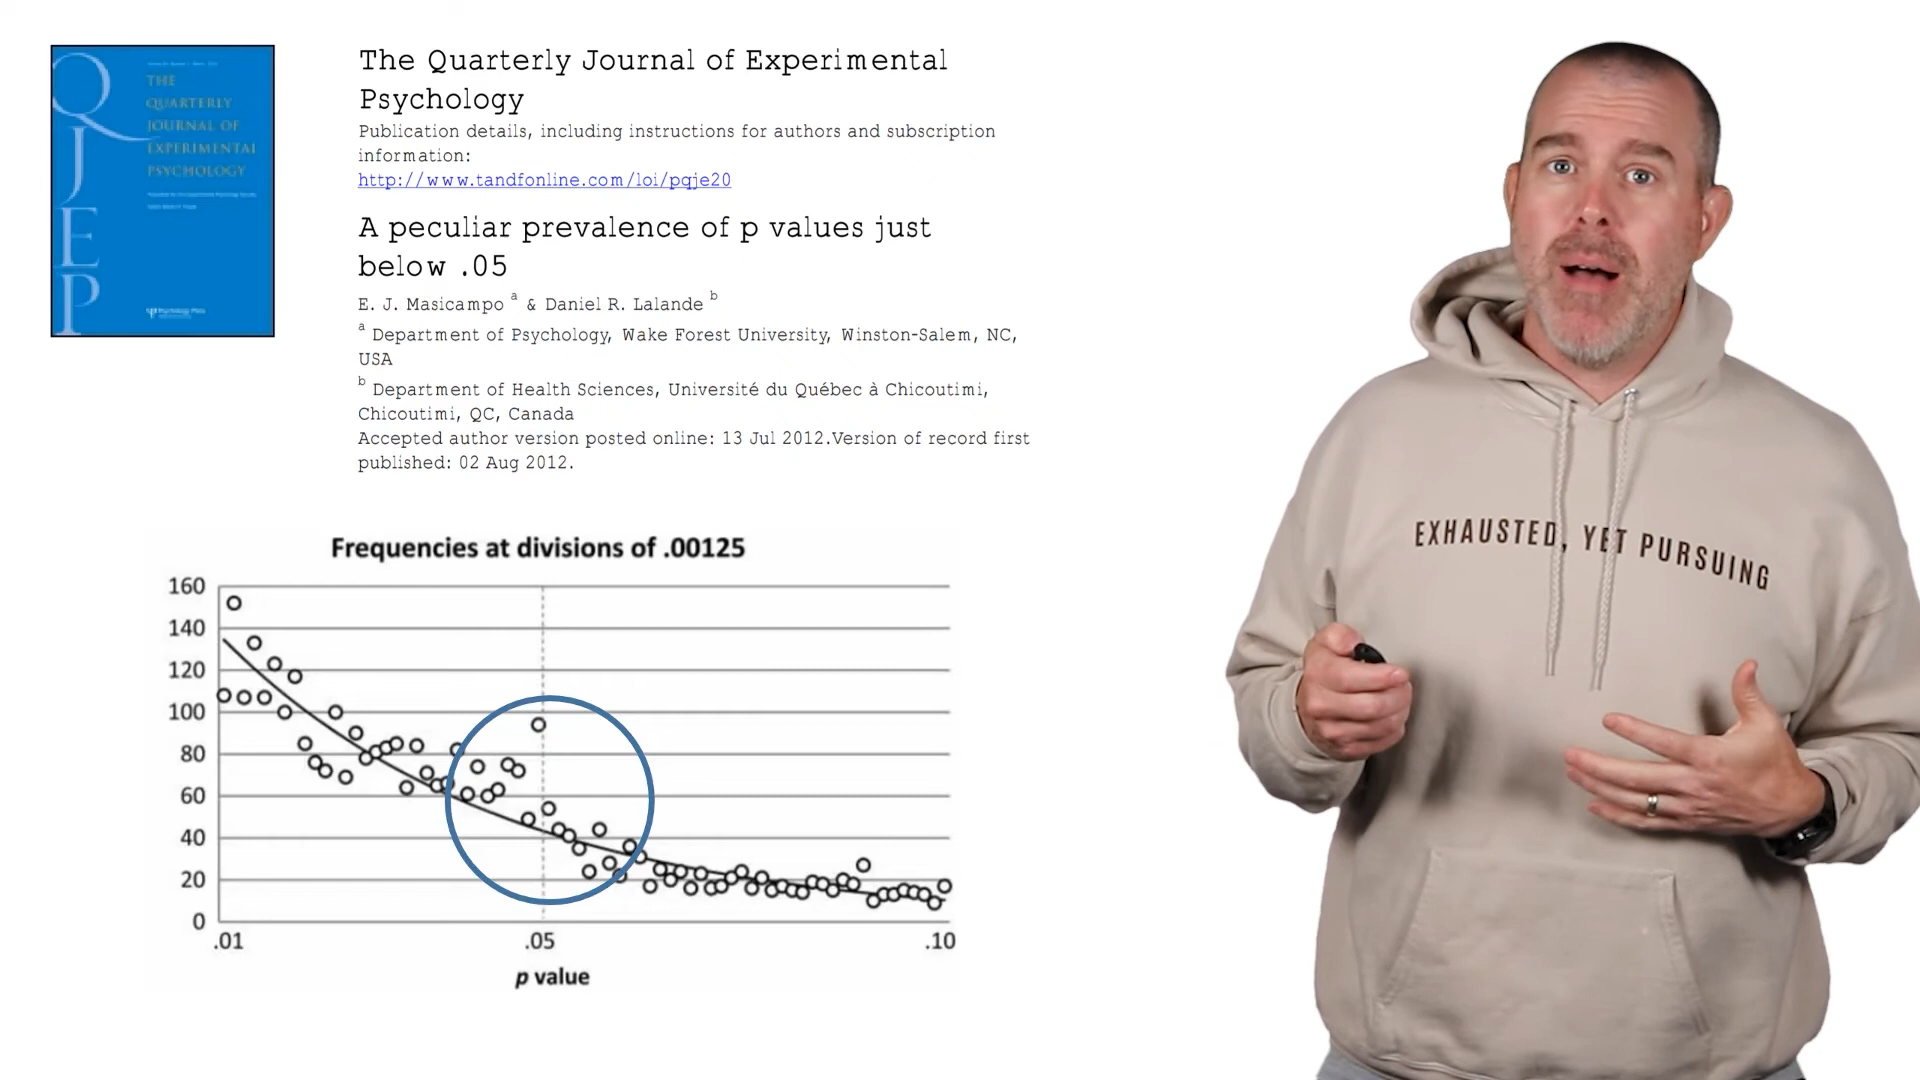 THE
QUARTERLY
JOURNAL OF
EXPERIMENTAL
PSYCHOLOGY
Q
J
E
P
Psychology Press
The Quarterly Journal of Experimental
Psychology
Publication details, including instructions for authors and subscription
information:
http://www.tandfonline.com/loi/pqje20
A peculiar prevalence of p values just
below .05
E. J. Masicampo a & Daniel R. Lalande b
a Department of Psychology, Wake Forest University, Winston-Salem, NC,
USA
b Department of Health Sciences, Université du Québec à Chicoutimi,
Chicoutimi, QC, Canada
Accepted author version posted online: 13 Jul 2012.Version of record first
published: 02 Aug 2012.
Frequencies at divisions of .00125
160
140
120
100
80
60
40
20
0
.01 .05 .10
p value
EXHAUSTED, YET PURSUING